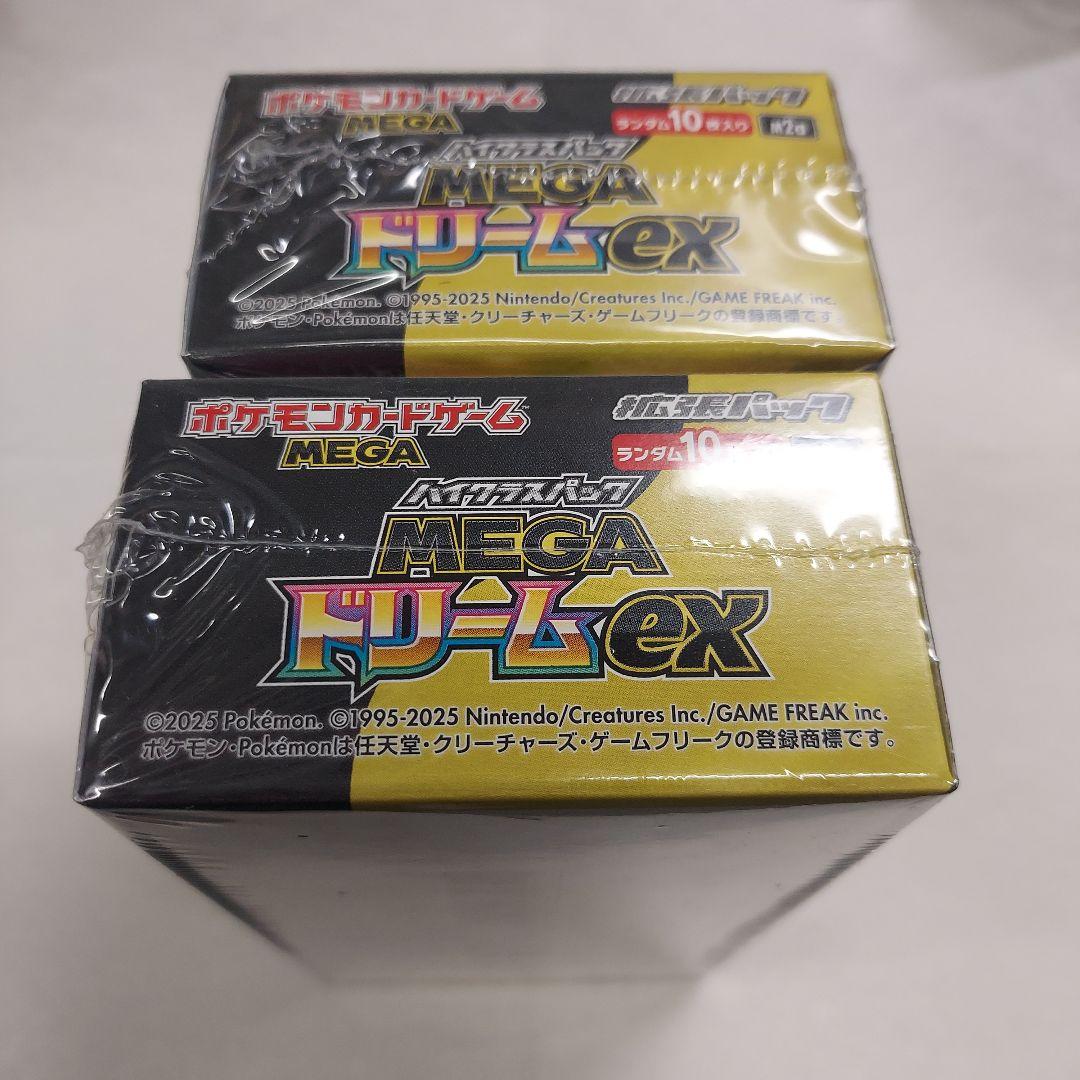 ポケモンカードゲーム
MEGA
拡張パック
ランダム10枚入り m2a
ハイクラスパック
MEGA
ドリームex
©2025 Pokémon. ©1995-2025 Nintendo/Creatures Inc./GAME FREAK inc.
ポケモン・Pokémonは任天堂・クリーチャーズ・ゲームフリークの登録商標です。
ポケモンカードゲーム™
MEGA
拡張パック
ランダム10
ハイクラスパック
MEGA
ドリームex
©2025 Pokémon. ©1995-2025 Nintendo/Creatures Inc./GAME FREAK inc.
ポケモン・Pokémonは任天堂・クリーチャーズ・ゲームフリークの登録商標です。